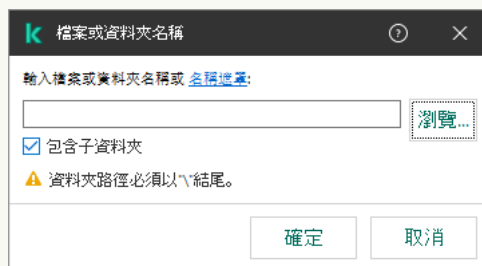 檔案或資料夾名稱
輸入檔案或資料夾名稱或 名稱遮罩:
瀏覽...
包含子資料夾
資料夾路徑必須以"\"結尾。
確定
取消